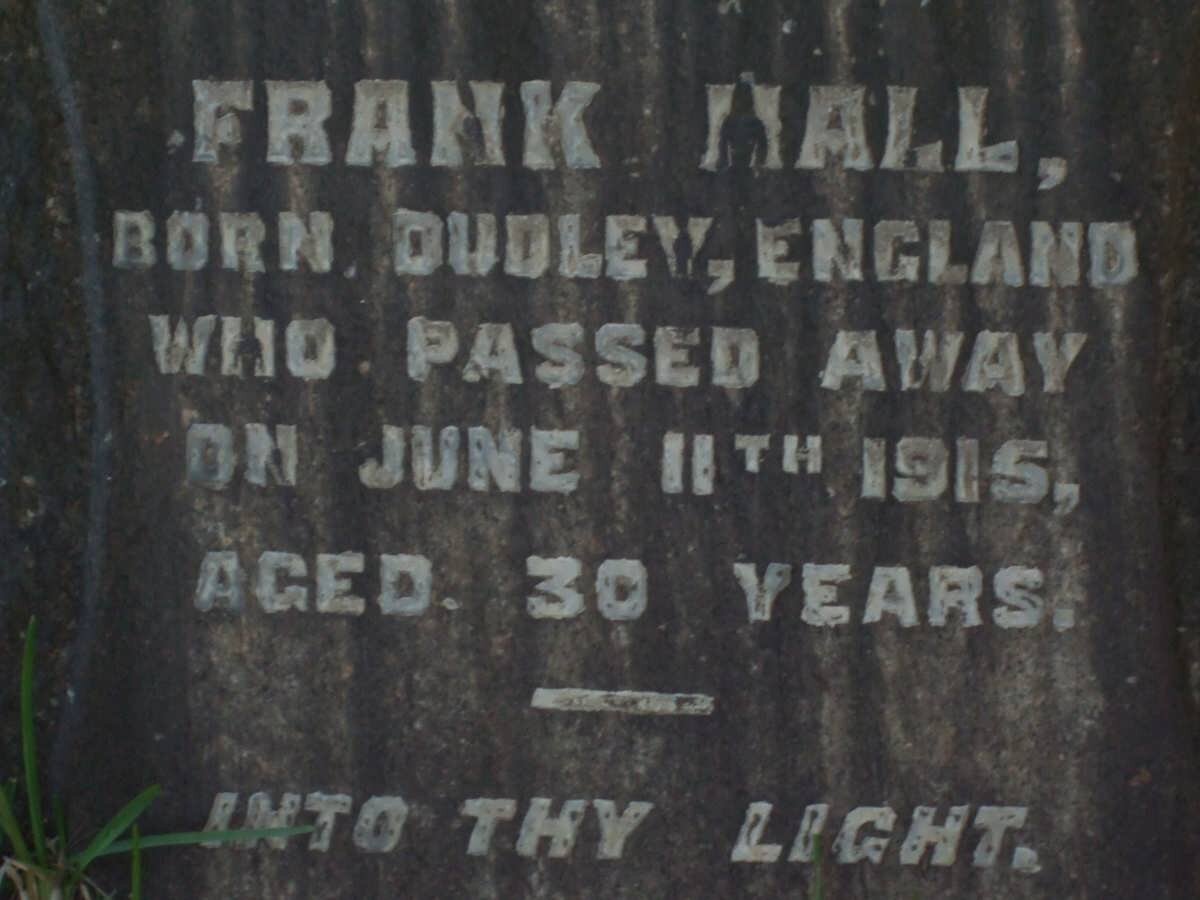 FRANK HALL,
BORN DUDLEY, ENGLAND
WHO PASSED AWAY
ON JUNE 11TH 1915,
AGED 30 YEARS.
INTO THY LIGHT.